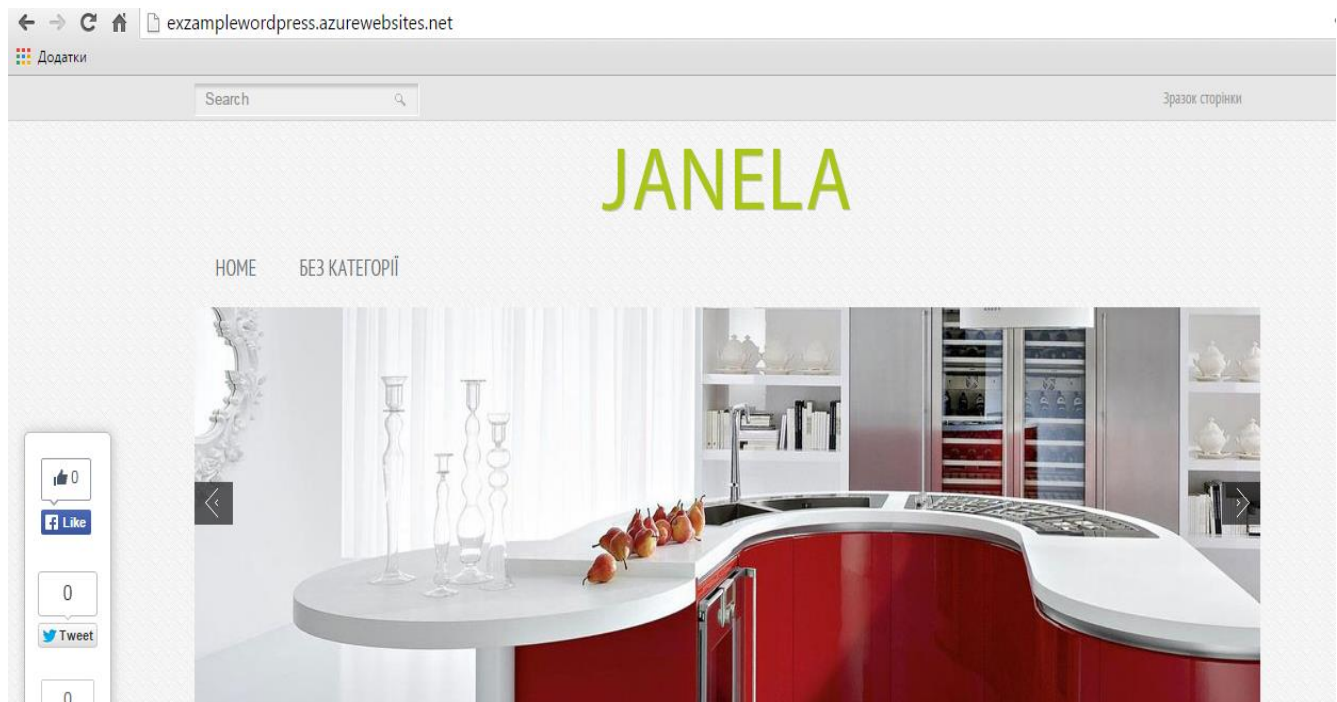 exzamplewordpress.azurewebsites.net
Додатки
Search
Зразок сторінки
JANELA
HOME БЕЗ КАТЕГОРІЇ
0
Like
0
Tweet
0